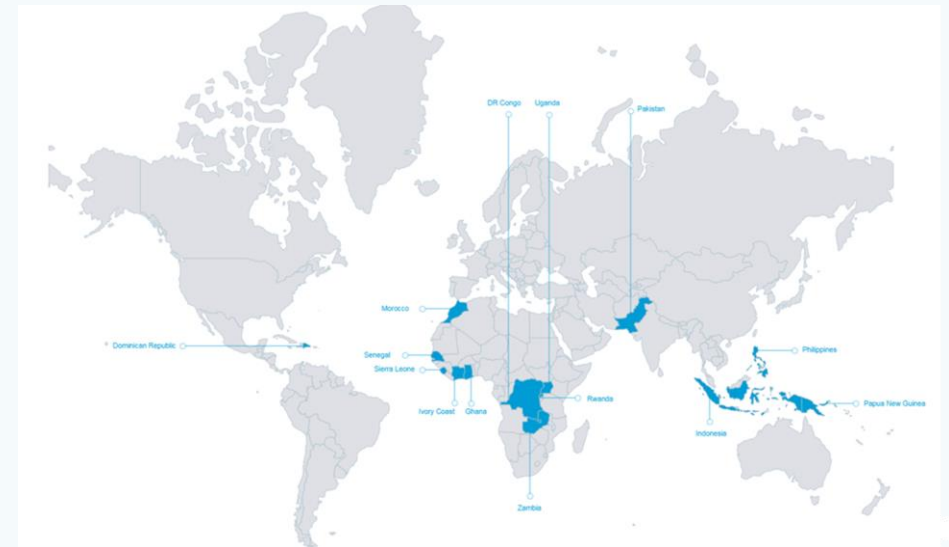 DR Congo
Uganda
Pakistan
Morocco
Dominican Republic
Senegal
Sierra Leone
Ivory Coast
Ghana
Rwanda
Philippines
Papua New Guinea
Indonesia
Zambia